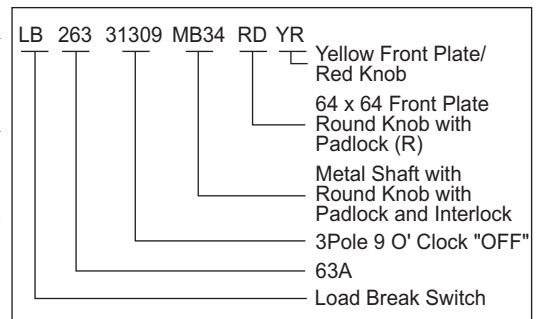 LB 263 31309 MB34 RD YR
Yellow Front Plate/
Red Knob
64 x 64 Front Plate
Round Knob with
Padlock (R)
Metal Shaft with
Round Knob with
Padlock and Interlock
3Pole 9 O' Clock "OFF"
63A
Load Break Switch